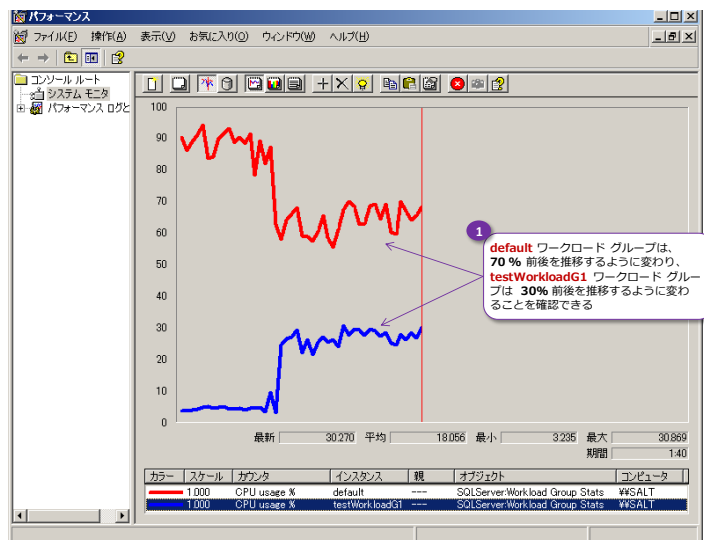 パフォーマンス
ファイル(F) 操作(A) 表示(V) お気に入り(O) ウィンドウ(W) ヘルプ(H)
コンソール ルート
システム モニタ
パフォーマンス ログと
100
90
80
70
60
50
40
30
20
10
0
1
default ワークロード グループは、
70 % 前後を推移するように変わり、
testWorkloadG1 ワークロード グルー
プは 30% 前後を推移するように変わ
ることを確認できる
最新 30.270 平均 18.056 最小 3.235 最大 30.869
期間 1:40
カラー スケール カウンタ インスタンス 親 オブジェクト コンピュータ
1.000 CPU usage % default --- SQLServer:Workload Group Stats ¥¥SALT
1.000 CPU usage % testWorkloadG1 --- SQLServer:Workload Group Stats ¥¥SALT